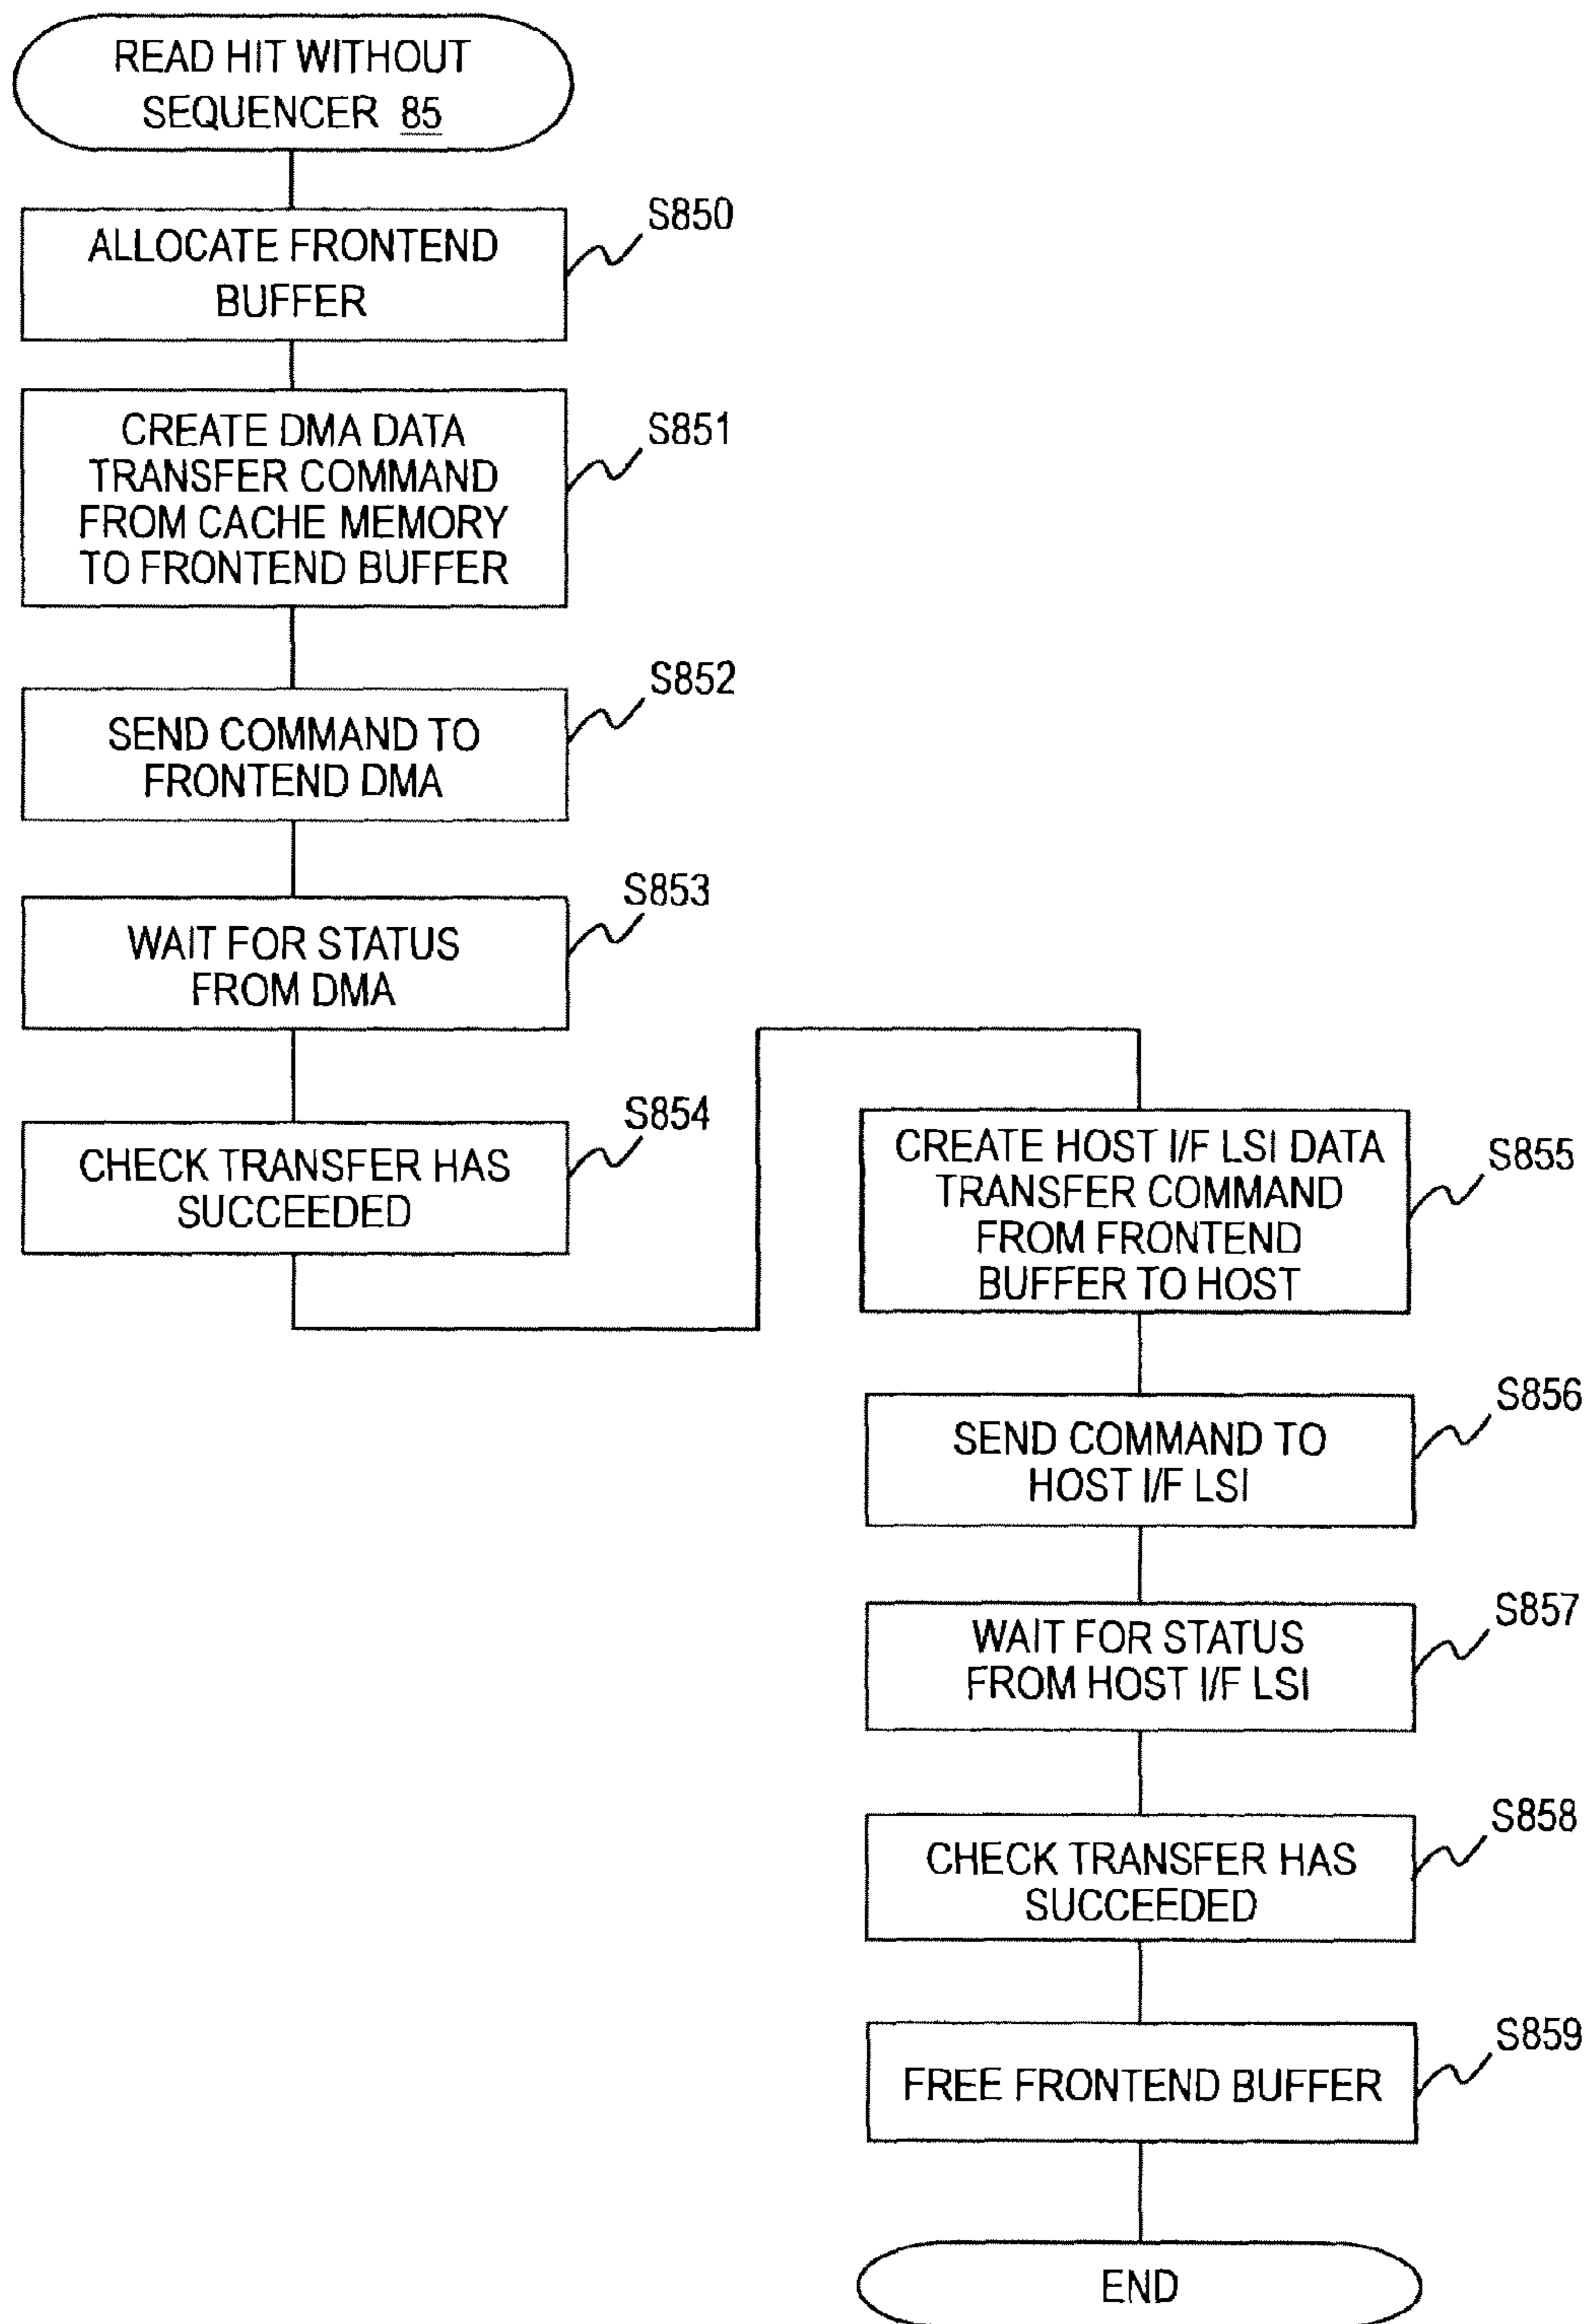 READ HIT WITHOUT
SEQUENCER 85
ALLOCATE FRONTEND
BUFFER
S850
CREATE DMA DATA
TRANSFER COMMAND
FROM CACHE MEMORY
TO FRONTEND BUFFER
S851
SEND COMMAND TO
FRONTEND DMA
S852
WAIT FOR STATUS
FROM DMA
S853
CHECK TRANSFER HAS
SUCCEEDED
S854
CREATE HOST I/F LSI DATA
TRANSFER COMMAND
FROM FRONTEND
BUFFER TO HOST
S855
SEND COMMAND TO
HOST I/F LSI
S856
WAIT FOR STATUS
FROM HOST I/F LSI
S857
CHECK TRANSFER HAS
SUCCEEDED
S858
FREE FRONTEND BUFFER
S859
END